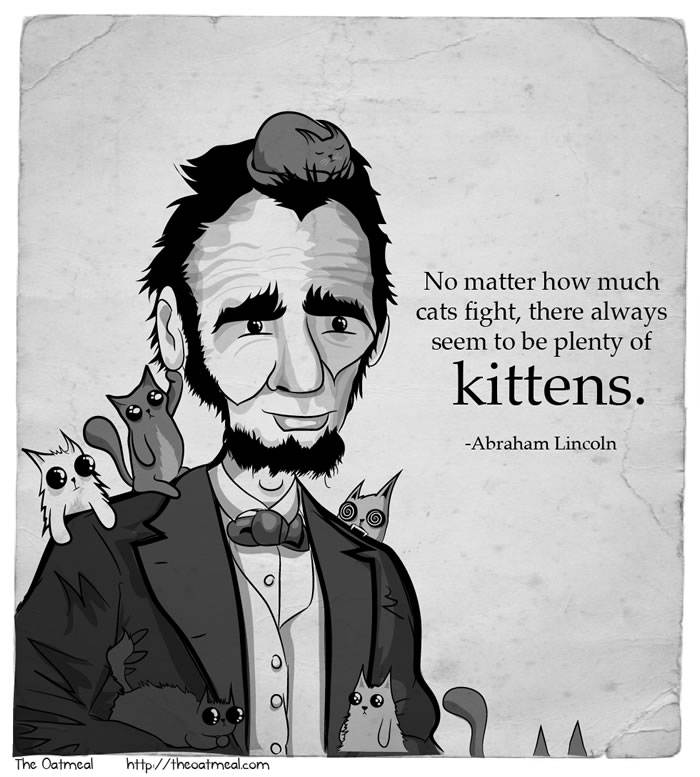 No matter how much
cats fight, there always
seem to be plenty of
kittens.
-Abraham Lincoln
The Oatmeal http://theoatmeal.com